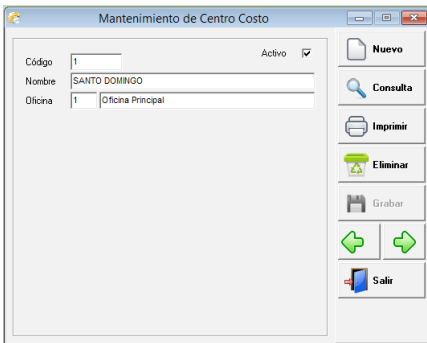 Mantenimiento de Centro Costo
Activo
Código 1
Nombre SANTO DOMINGO
Oficina 1 Oficina Principal
Nuevo
Consulta
Imprimir
Eliminar
Grabar
Salir